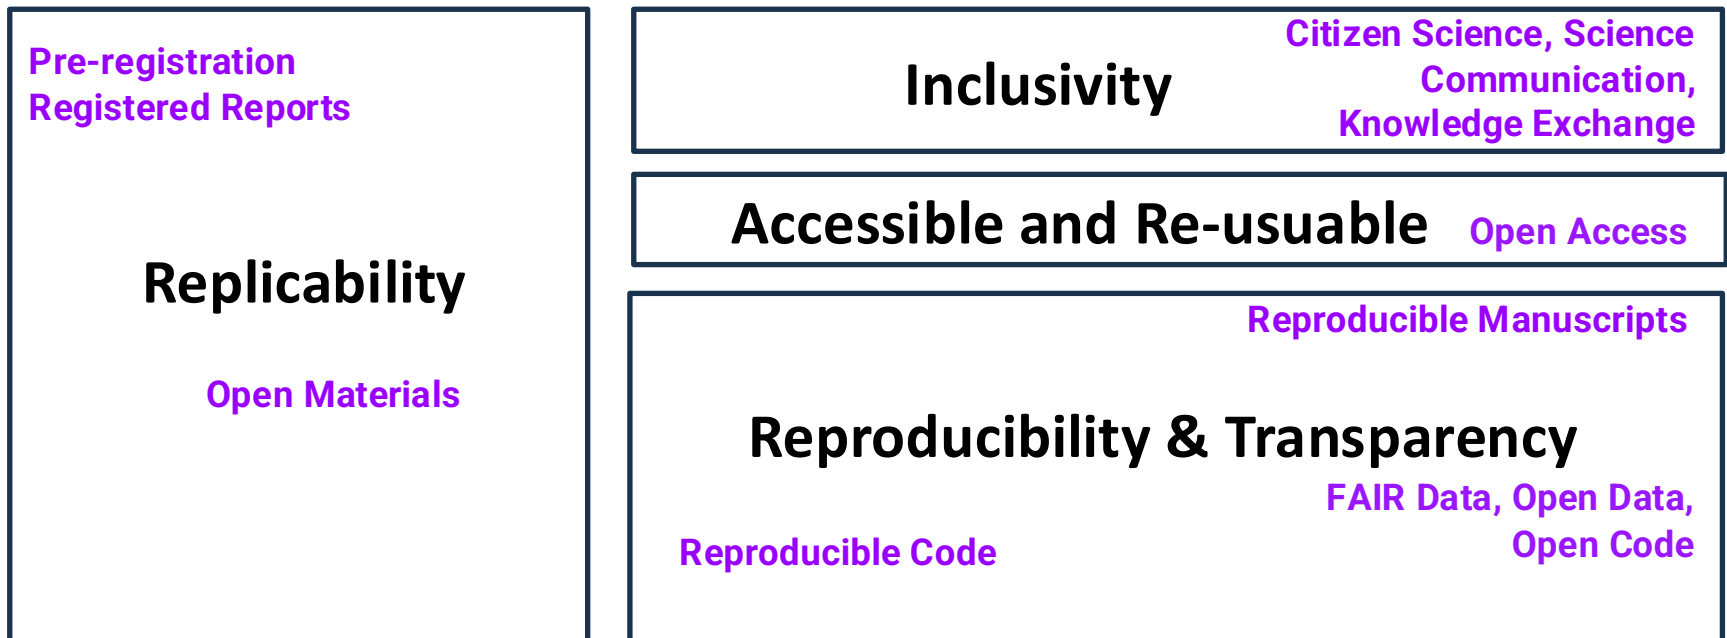 Pre-registration
Registered Reports
Replicability
Open Materials
Citizen Science, Science
Communication,
Knowledge Exchange
Inclusivity
Accessible and Re-usuable
Open Access
Reproducible Manuscripts
Reproducibility & Transparency
FAIR Data, Open Data,
Open Code
Reproducible Code